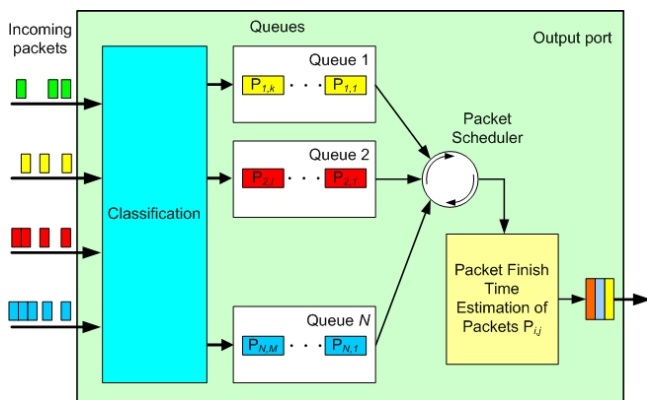 Incoming
packets
Queues
Output port
Classification
Queue 1
P1,k · · · P1,1
Queue 2
P2,l · · · P2,1
Queue N
PN,M · · · PN,1
Packet
Scheduler
Packet Finish
Time
Estimation of
Packets Pi,j